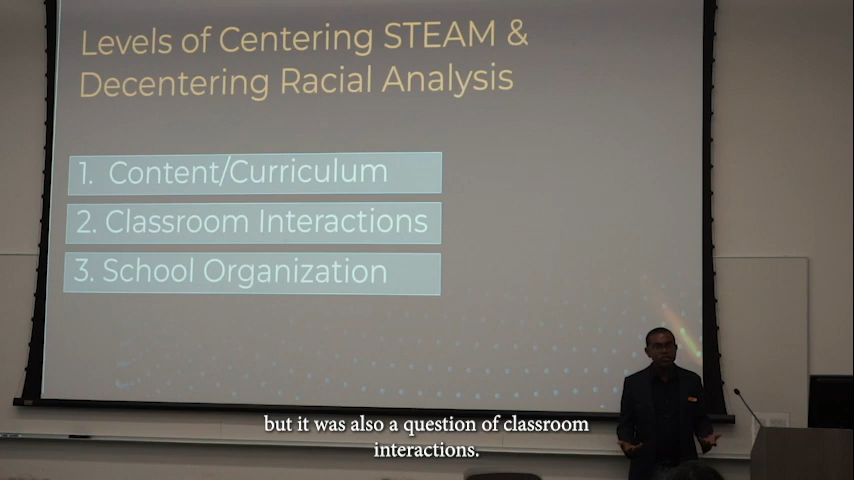 Levels of Centering STEAM &
Decentering Racial Analysis
1. Content/Curriculum
2. Classroom Interactions
3. School Organization
but it was also a question of classroom
interactions.